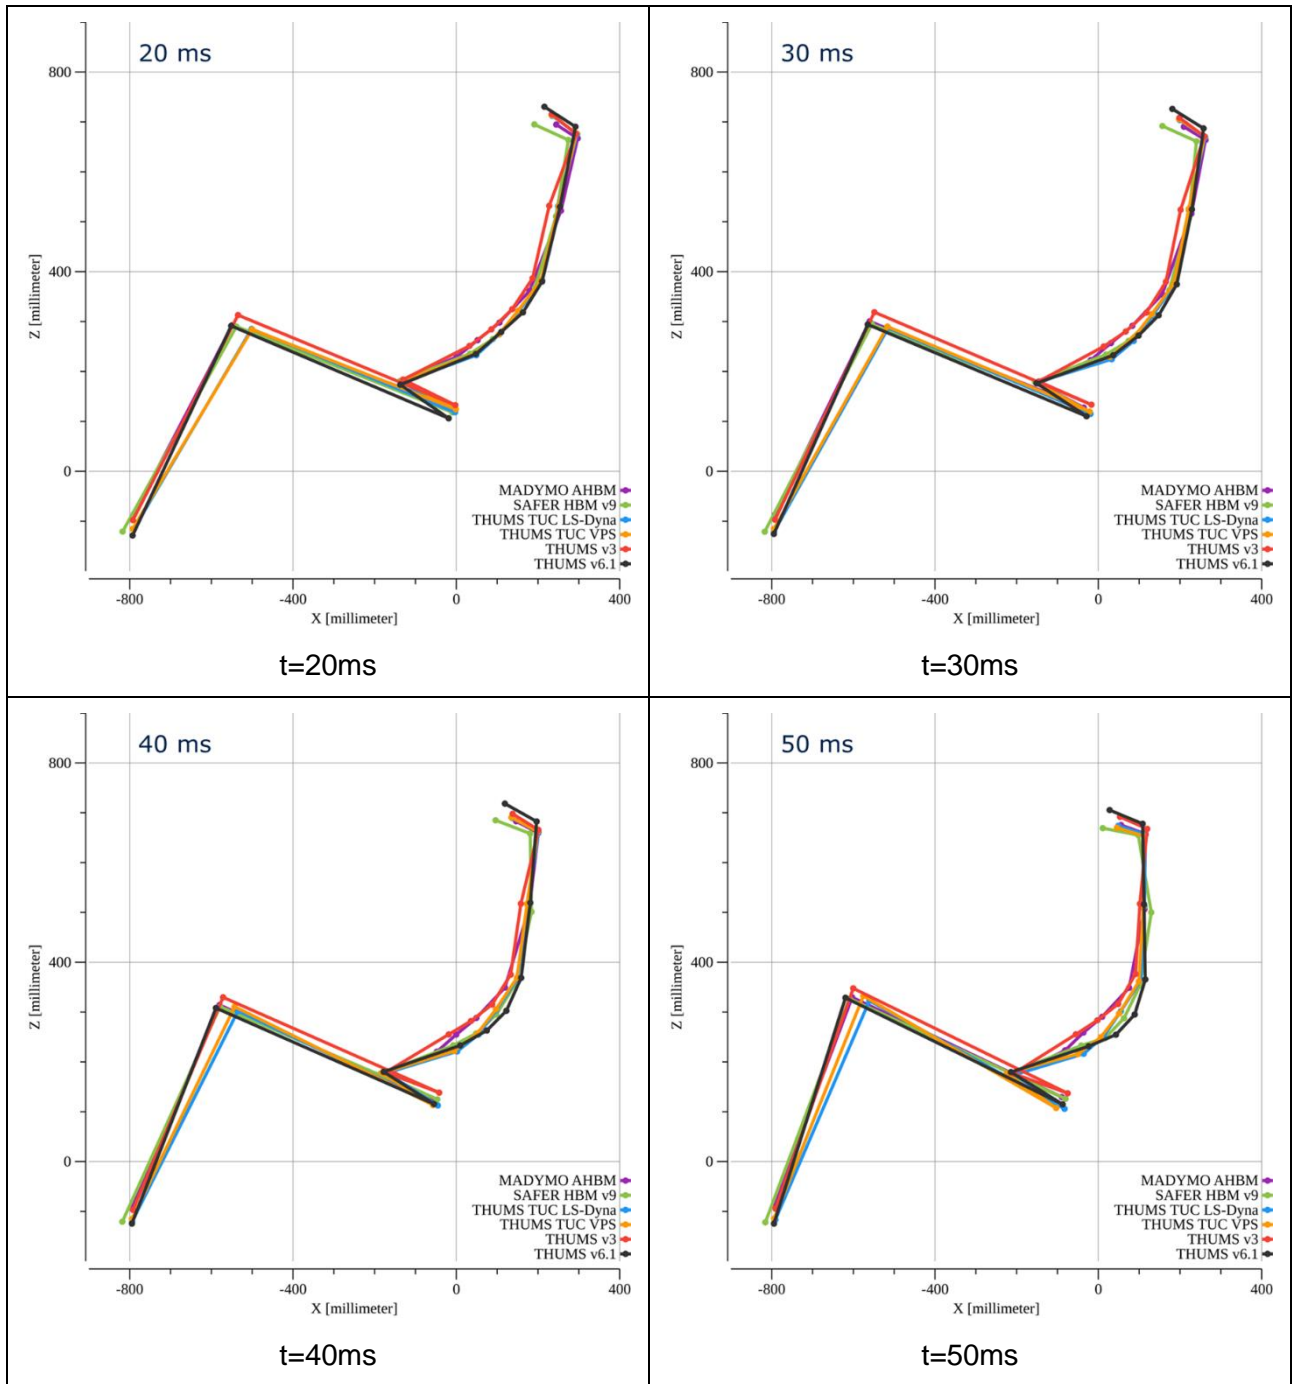 20 ms
800
400
0
Z [millimeter]
MADYMO AHBM
SAFER HBM v9
THUMS TUC LS-Dyna
THUMS TUC VPS
THUMS v3
THUMS v6.1
-800 -400 0 400
X [millimeter]
t=20ms
30 ms
800
400
0
Z [millimeter]
MADYMO AHBM
SAFER HBM v9
THUMS TUC LS-Dyna
THUMS TUC VPS
THUMS v3
THUMS v6.1
-800 -400 0 400
X [millimeter]
t=30ms
40 ms
800
400
0
Z [millimeter]
MADYMO AHBM
SAFER HBM v9
THUMS TUC LS-Dyna
THUMS TUC VPS
THUMS v3
THUMS v6.1
-800 -400 0 400
X [millimeter]
t=40ms
50 ms
800
400
0
Z [millimeter]
MADYMO AHBM
SAFER HBM v9
THUMS TUC LS-Dyna
THUMS TUC VPS
THUMS v3
THUMS v6.1
-800 -400 0 400
X [millimeter]
t=50ms